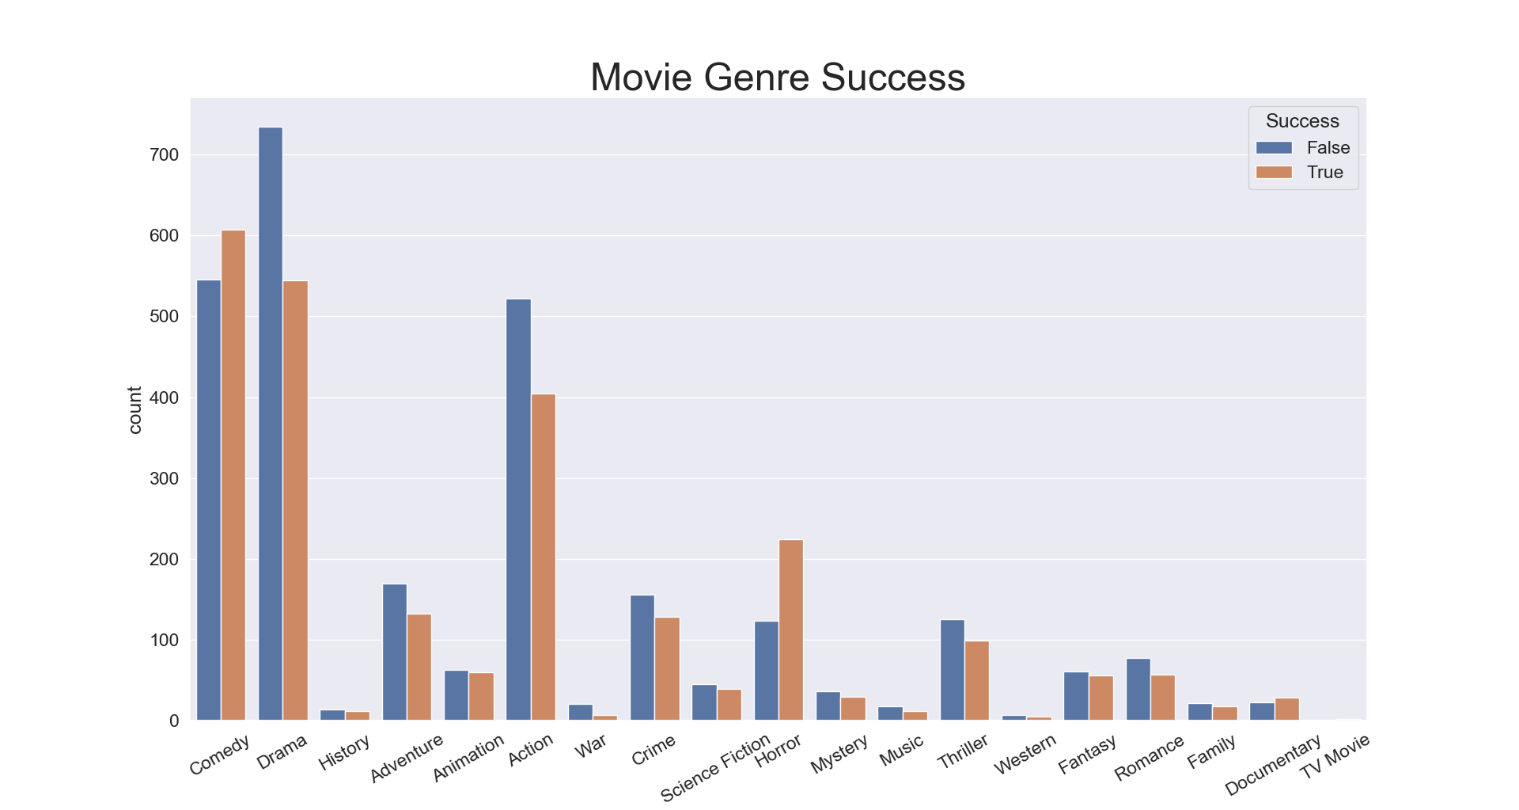 Movie Genre Success
Success
False
True
count
700
600
500
400
300
200
100
0
Comedy
Drama
History
Adventure
Animation
Action
War
Crime
Science Fiction
Horror
Mystery
Music
Thriller
Western
Fantasy
Romance
Family
Documentary
TV Movie